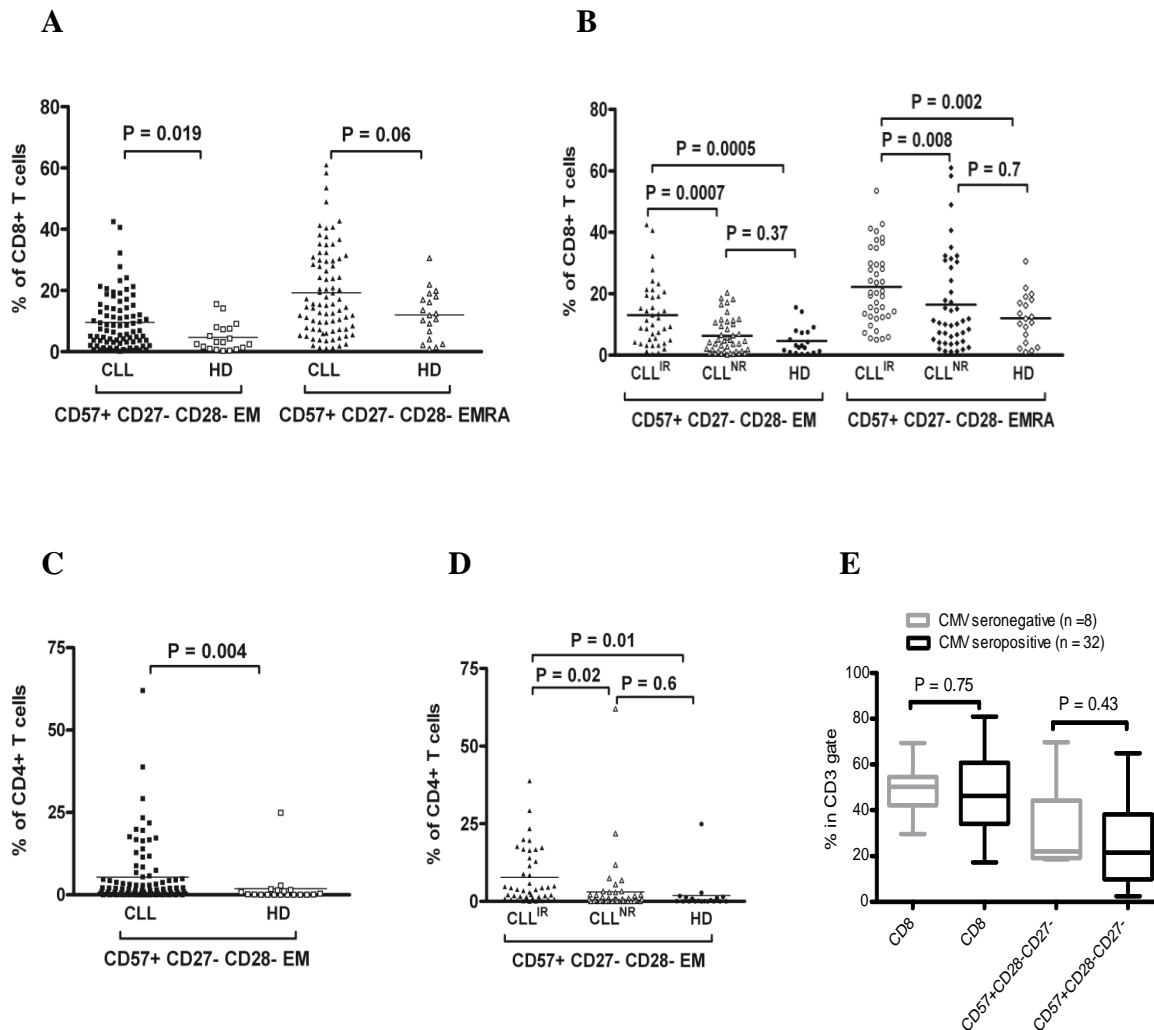 A
80
60
40
20
0
% of CD8+ T cells
P = 0.019
P = 0.06
CLL HD CLL HD
CD57+ CD27- CD28- EM CD57+ CD27- CD28- EMRA
B
80
60
40
20
0
% of CD8+ T cells
P = 0.002
P = 0.0005
P = 0.008
P = 0.7
P = 0.0007
P = 0.37
CLL^IR CLL^NR HD CLL^IR CLL^NR HD
CD57+ CD27- CD28- EM CD57+ CD27- CD28- EMRA
C
75
50
25
0
% of CD4+ T cells
P = 0.004
CLL HD
CD57+ CD27- CD28- EM
D
75
50
25
0
% of CD4+ T cells
P = 0.01
P = 0.02 P = 0.6
CLL^IR CLL^NR HD
CD57+ CD27- CD28- EM
E
CMV seronegative (n =8)
CMV seropositive (n = 32)
100
80
60
40
20
0
% in CD3 gate
P = 0.75
P = 0.43
CD8
CD8
CD57+CD28-CD27-
CD57+CD28-CD27-